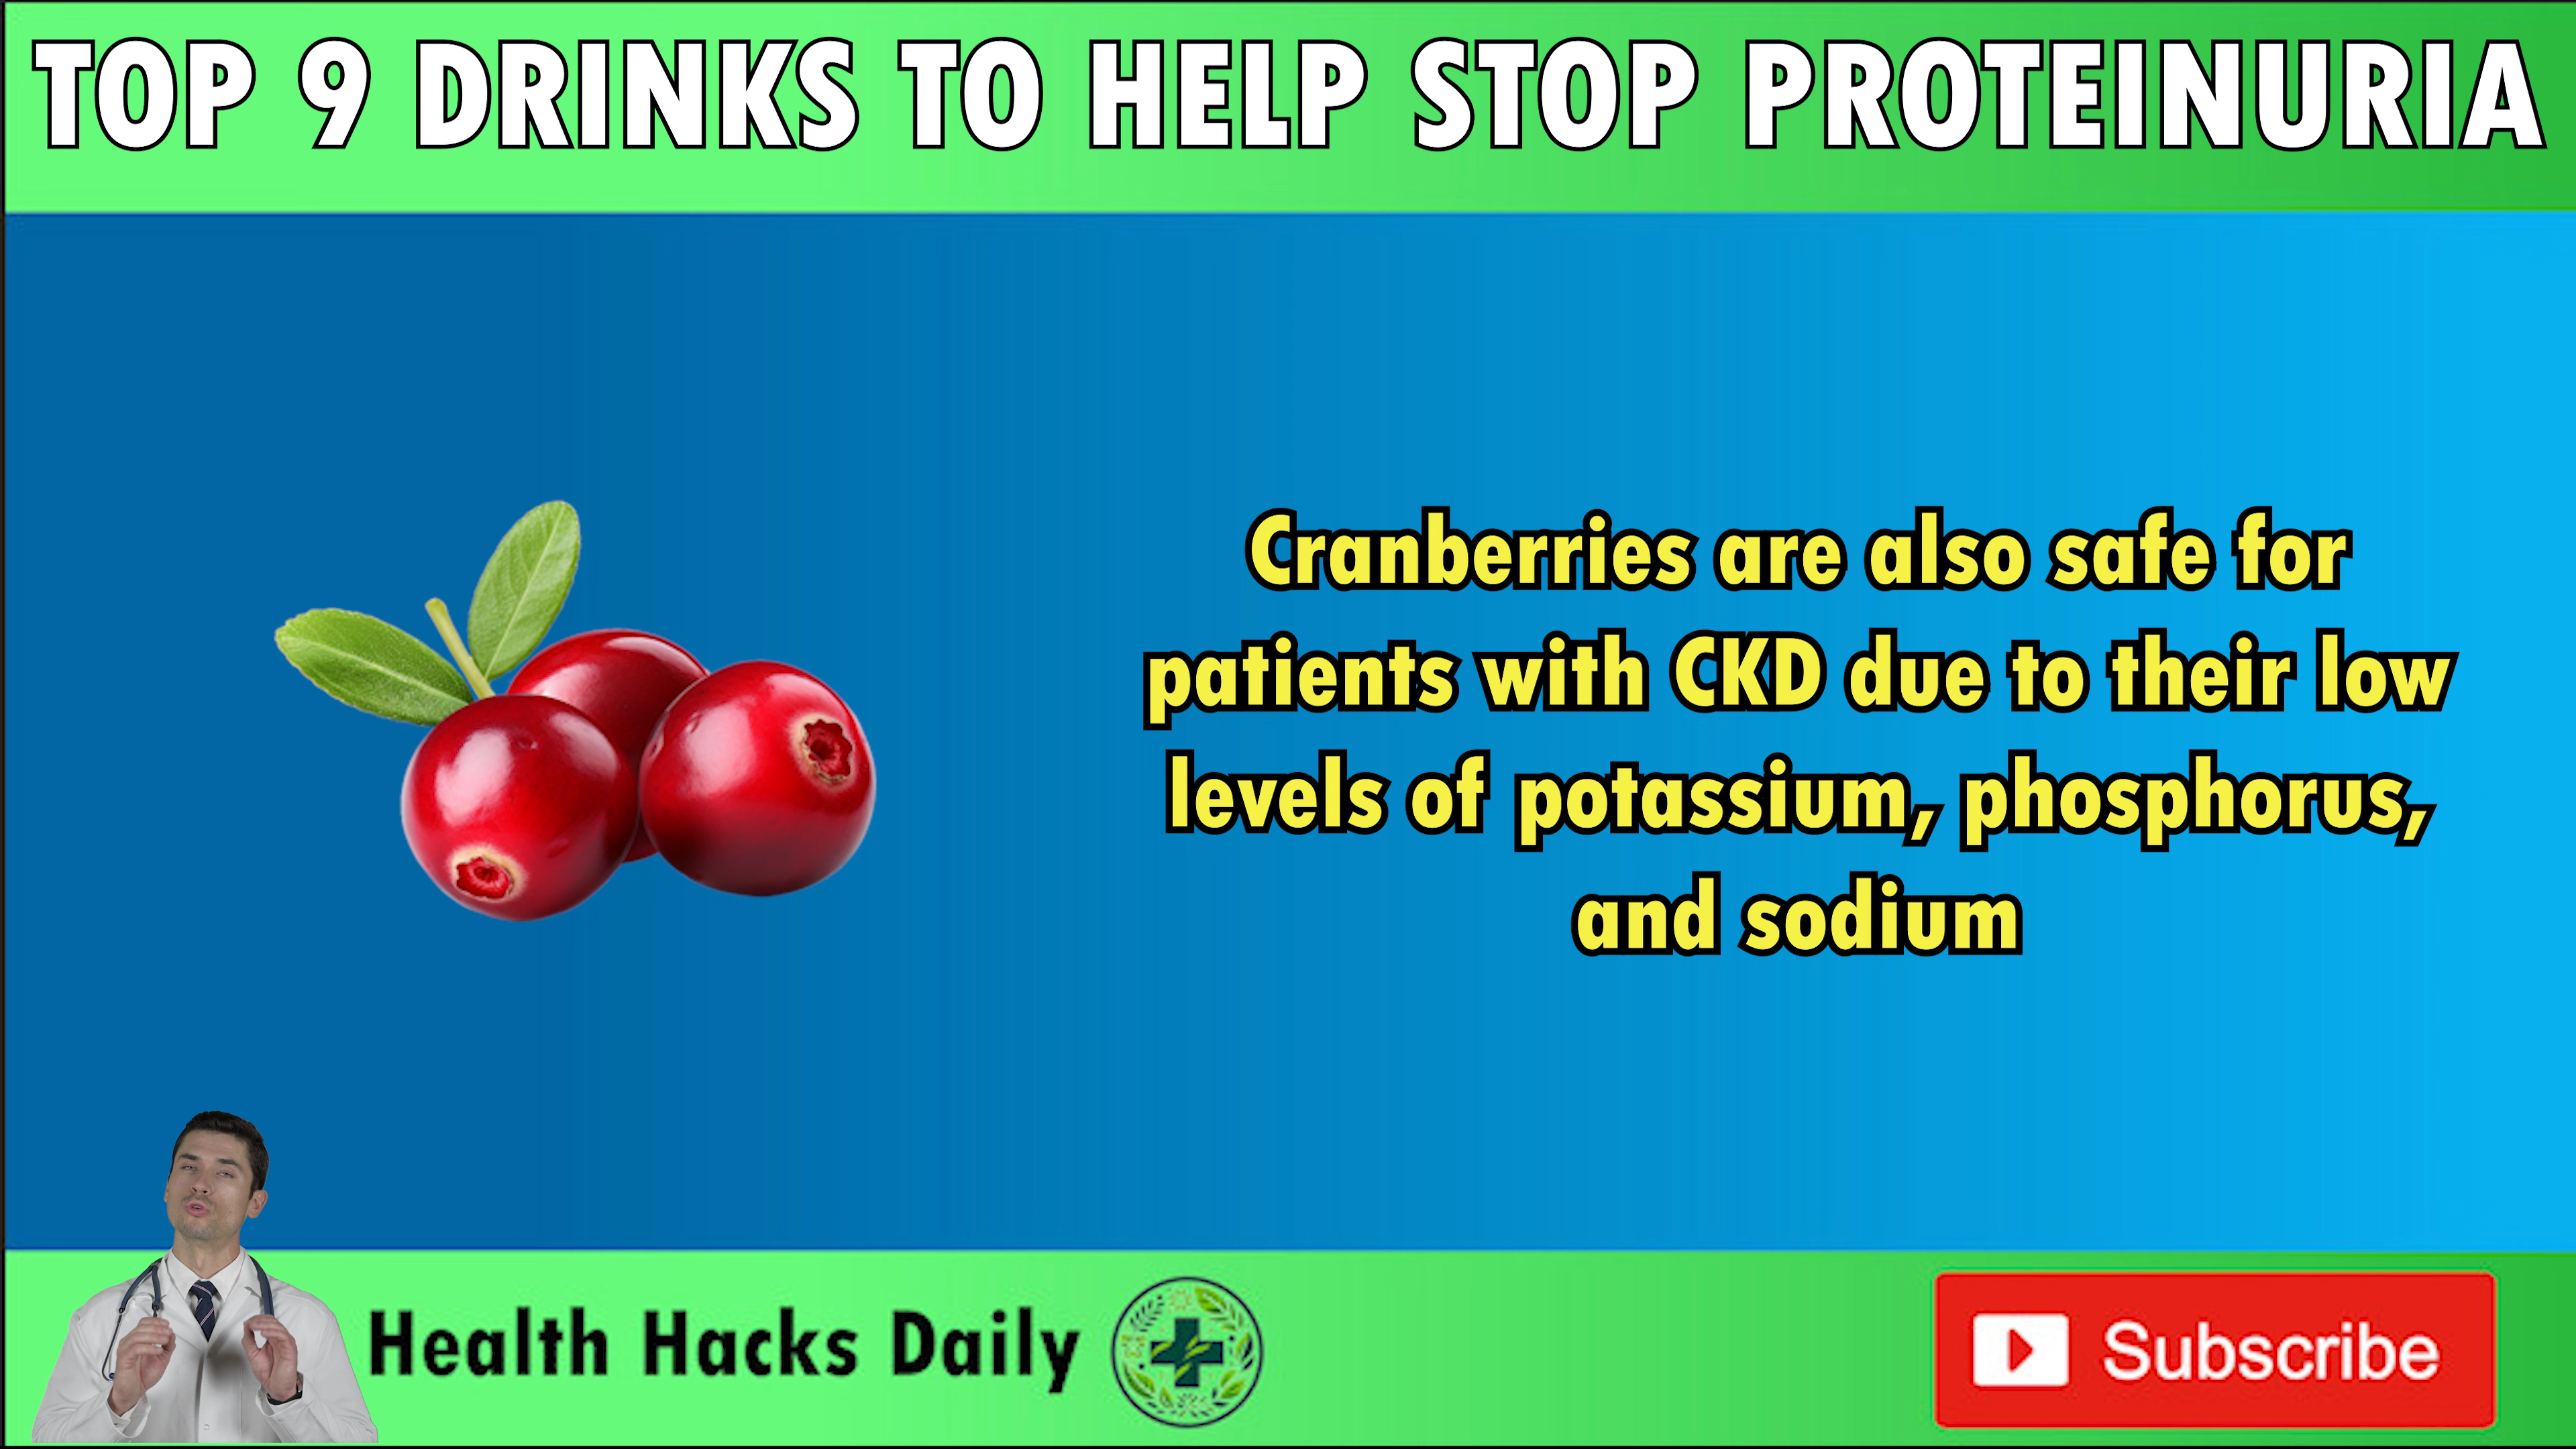 TOP 9 DRINKS TO HELP STOP PROTEINURIA
Cranberries are also safe for
patients with CKD due to their low
levels of potassium, phosphorus,
and sodium
Health Hacks Daily
Subscribe